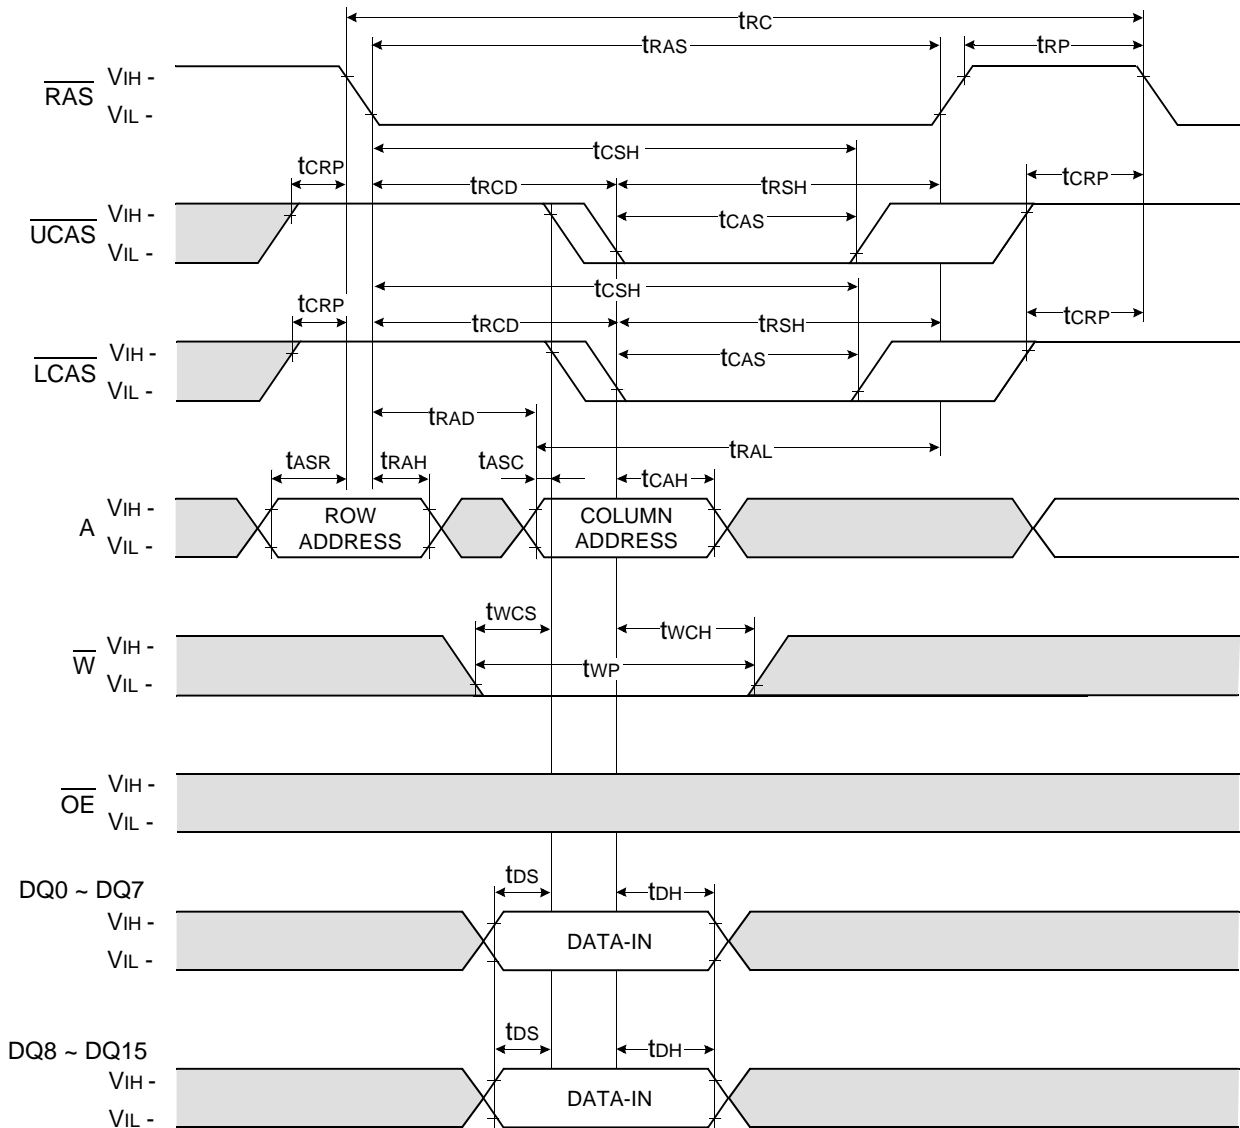 tRC
tRAS
tRP
RAS
VIH -
VIL -
tCSH
tCRP
tRCD
tRSH
tCRP
UCAS
VIH -
VIL -
tCAS
tCSH
tCRP
tRCD
tRSH
tCRP
LCAS
VIH -
VIL -
tCAS
tRAD
tRAL
tASR
tRAH
tASC
tCAH
A
VIH -
VIL -
ROW
ADDRESS
COLUMN
ADDRESS
tWCS
tWCH
W
VIH -
VIL -
tWP
OE
VIH -
VIL -
DQ0 ~ DQ7
tDS
tDH
VIH -
VIL -
DATA-IN
DQ8 ~ DQ15
tDS
tDH
VIH -
VIL -
DATA-IN